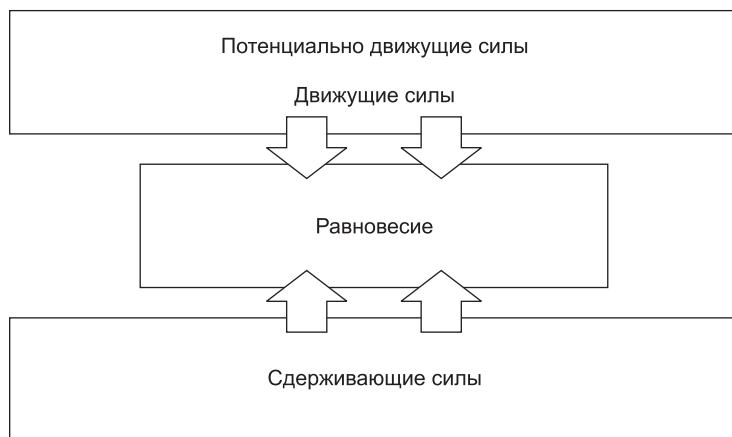 Потенциально движущие силы
Движущие силы
Равновесие
Сдерживающие силы